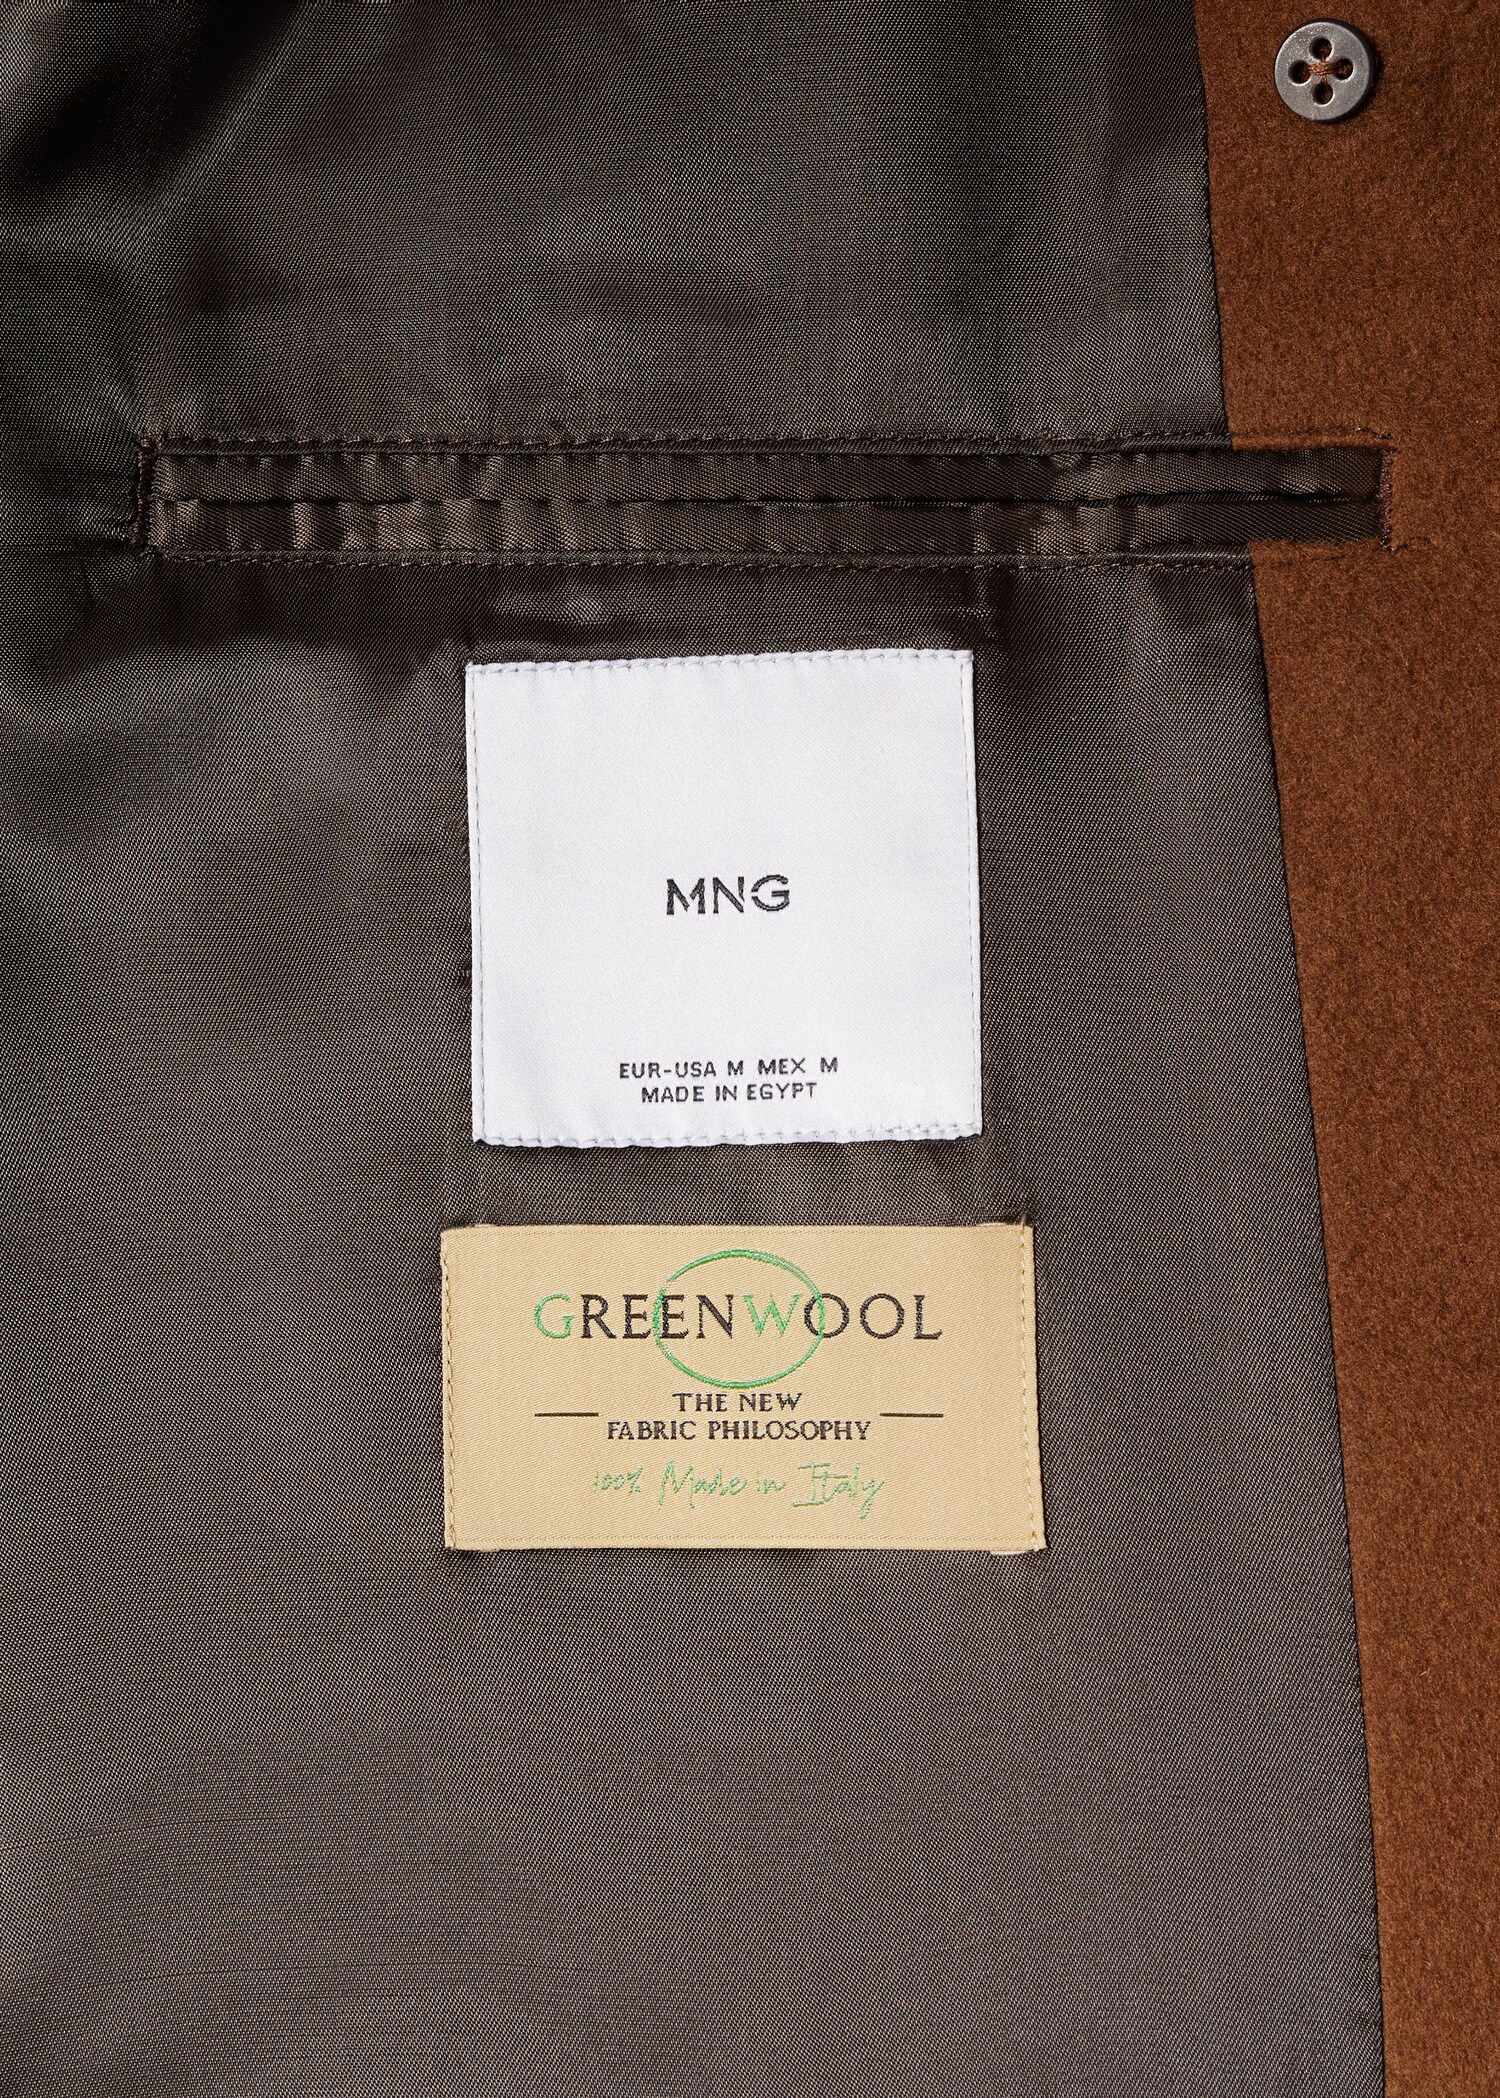 MNG
EUR-USA M MEX M
MADE IN EGYPT
GREENWOOL
THE NEW
FABRIC PHILOSOPHY
100% Made in Italy